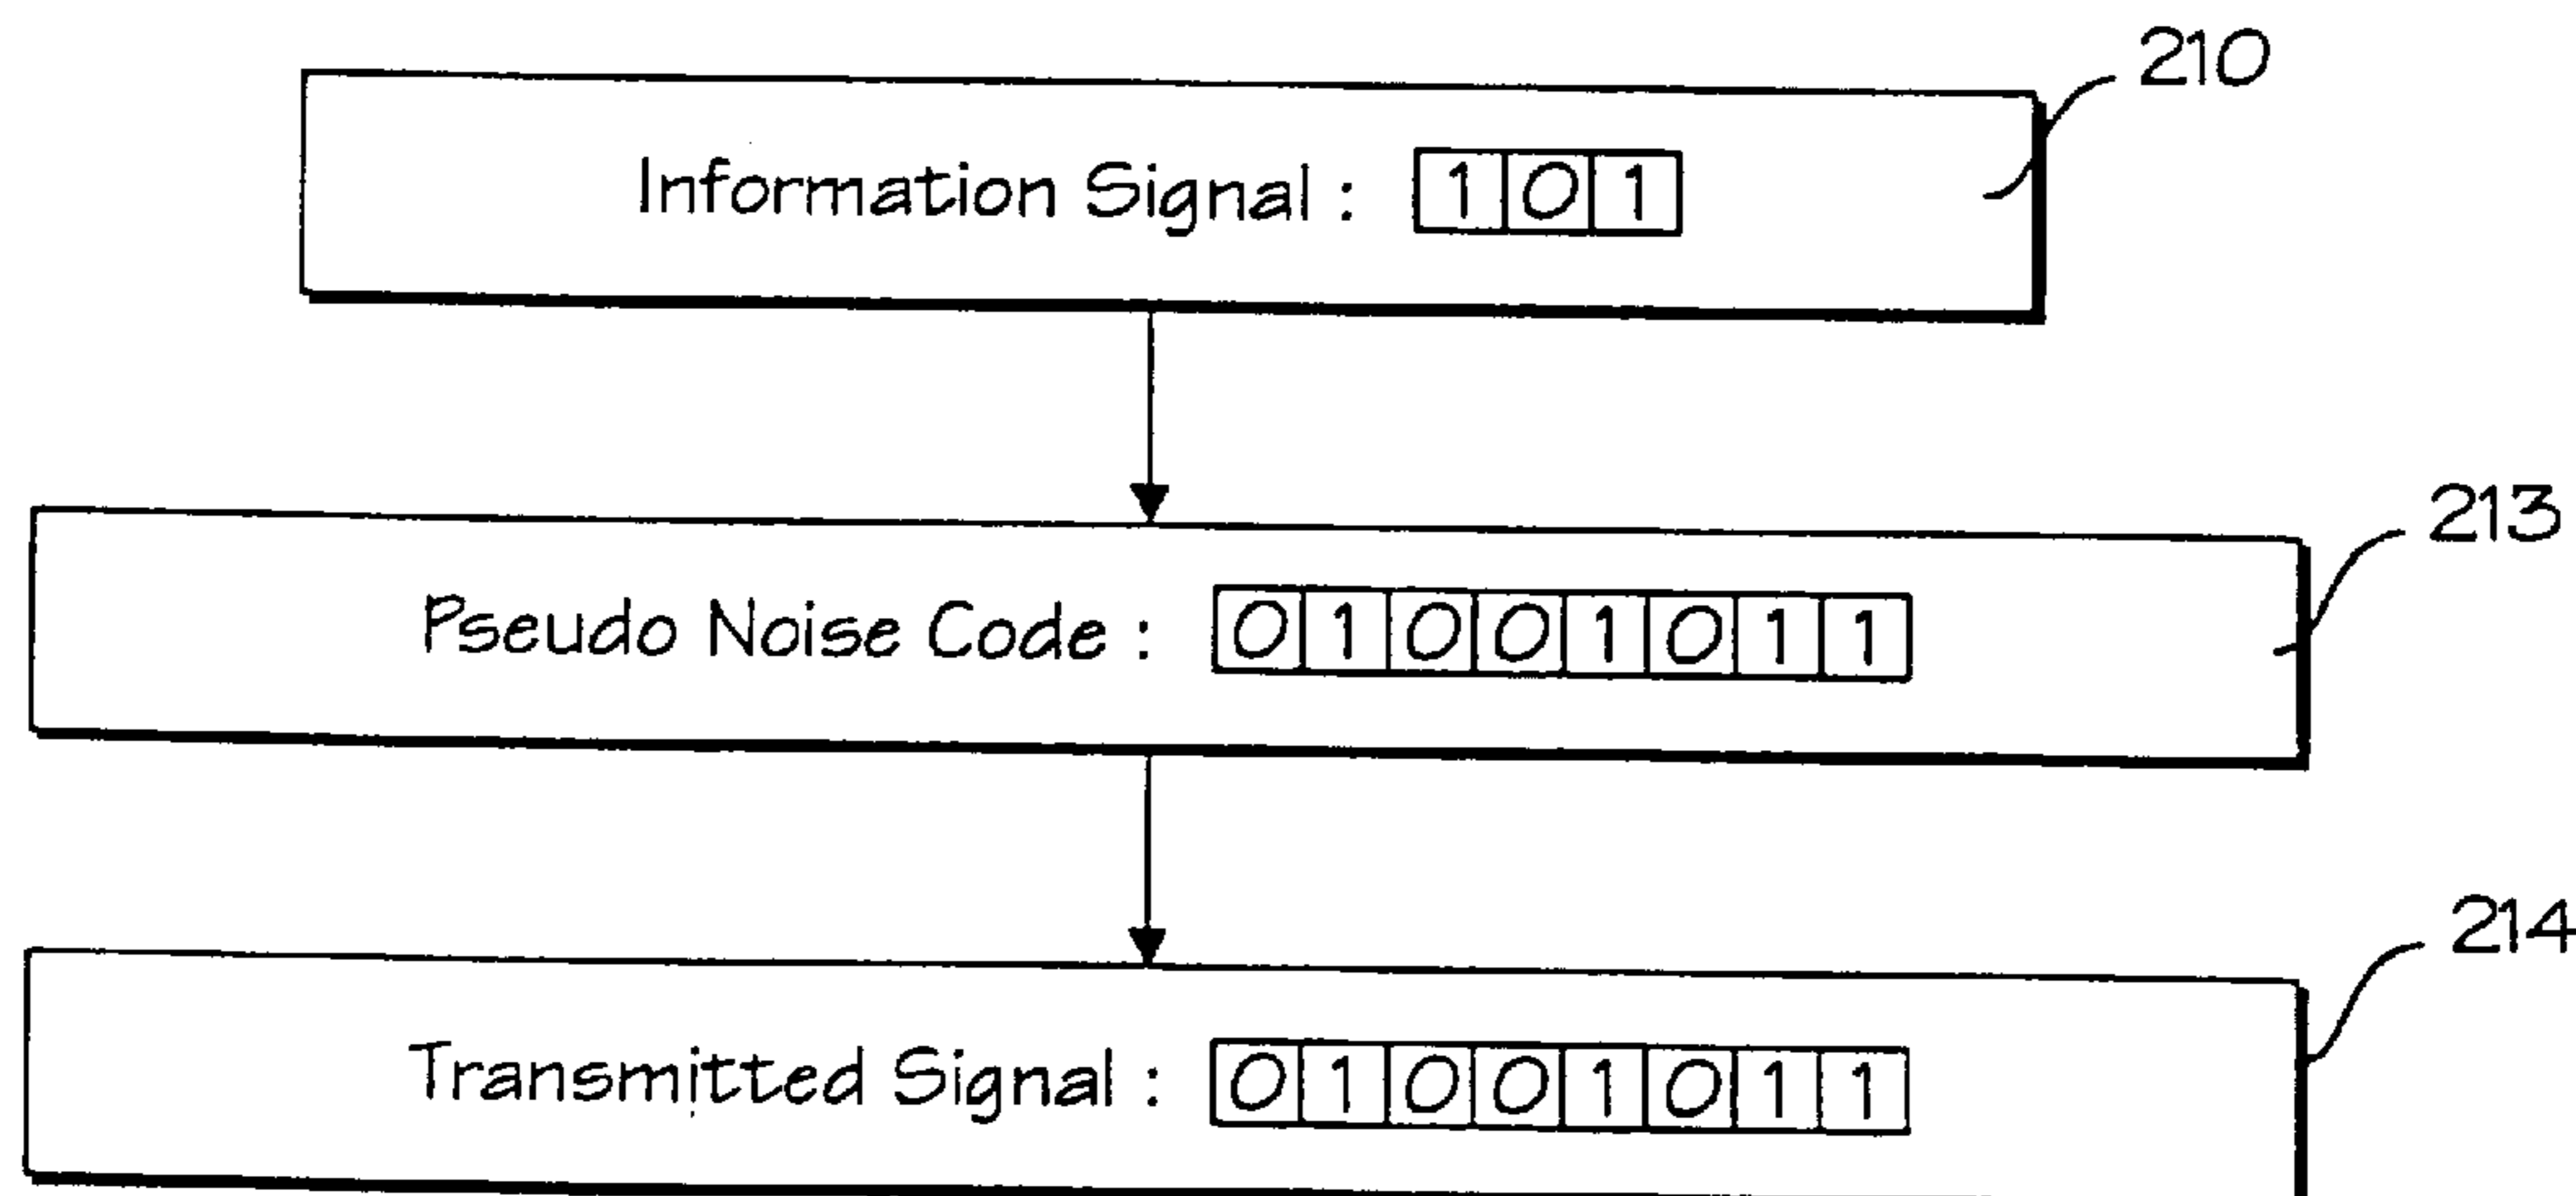 210
Information Signal : 1 0 1
213
Pseudo Noise Code : 0 1 0 0 1 0 1 1
214
Transmitted Signal : 0 1 0 0 1 0 1 1